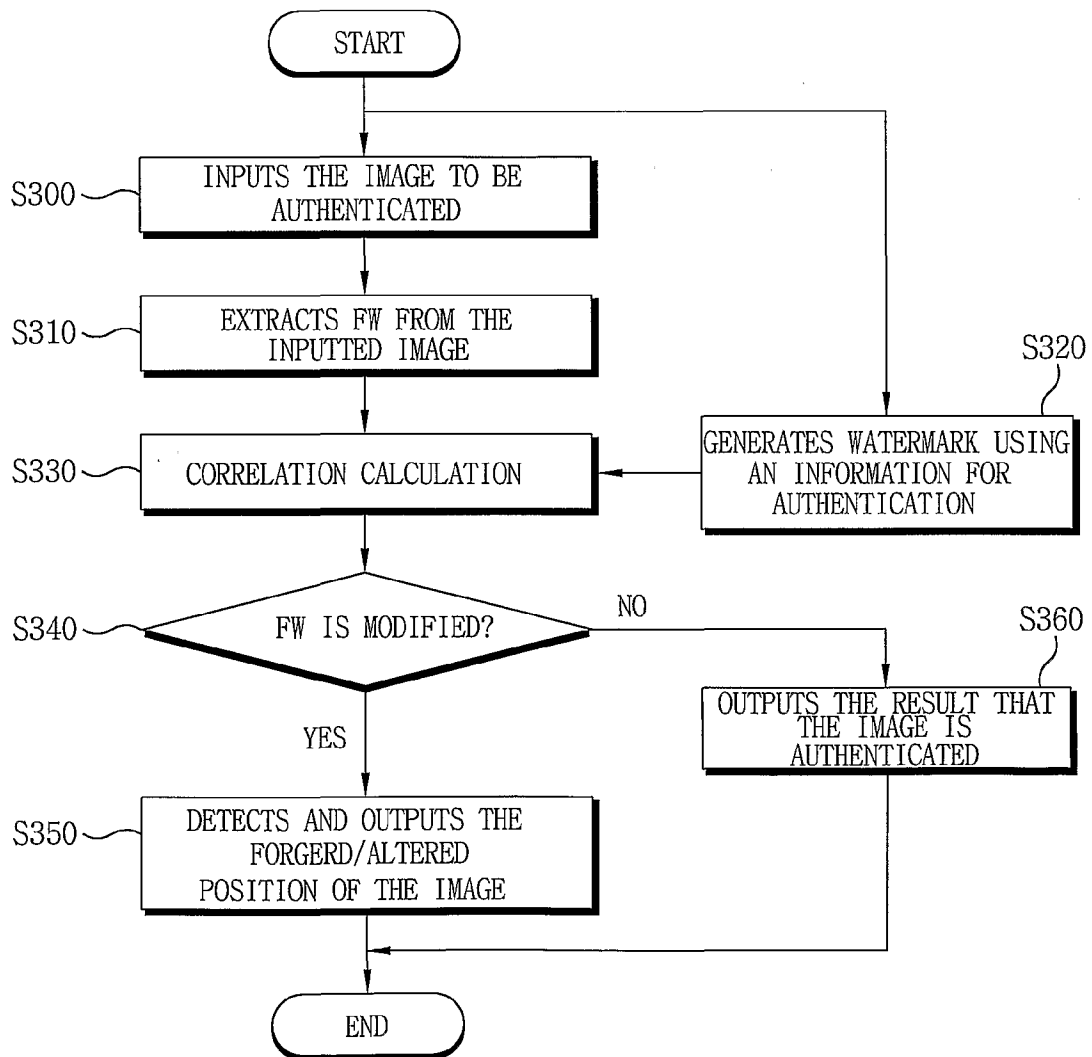 START
S300
INPUTS THE IMAGE TO BE
AUTHENTICATED
S310
EXTRACTS FW FROM THE
INPUTTED IMAGE
S320
GENERATES WATERMARK USING
AN INFORMATION FOR
AUTHENTICATION
S330
CORRELATION CALCULATION
S340
FW IS MODIFIED?
NO
YES
S360
OUTPUTS THE RESULT THAT
THE IMAGE IS
AUTHENTICATED
S350
DETECTS AND OUTPUTS THE
FORGERD/ALTERED
POSITION OF THE IMAGE
END